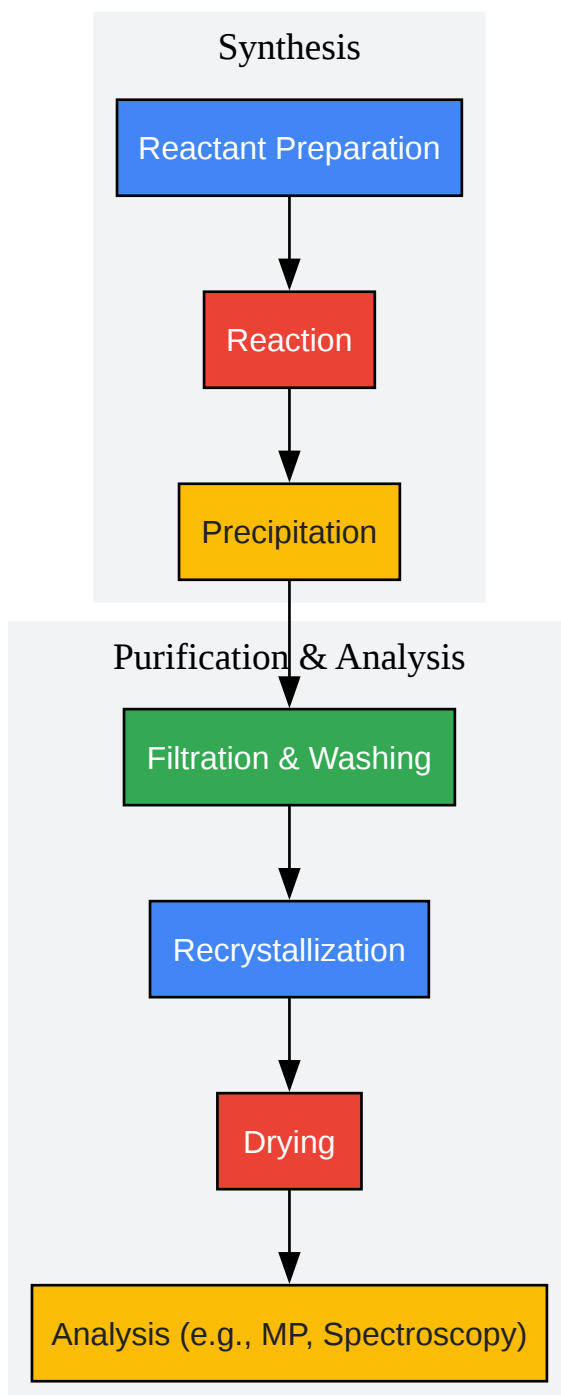 Synthesis
Reactant Preparation
Reaction
Precipitation
Purification & Analysis
Filtration & Washing
Recrystallization
Drying
Analysis (e.g., MP, Spectroscopy)